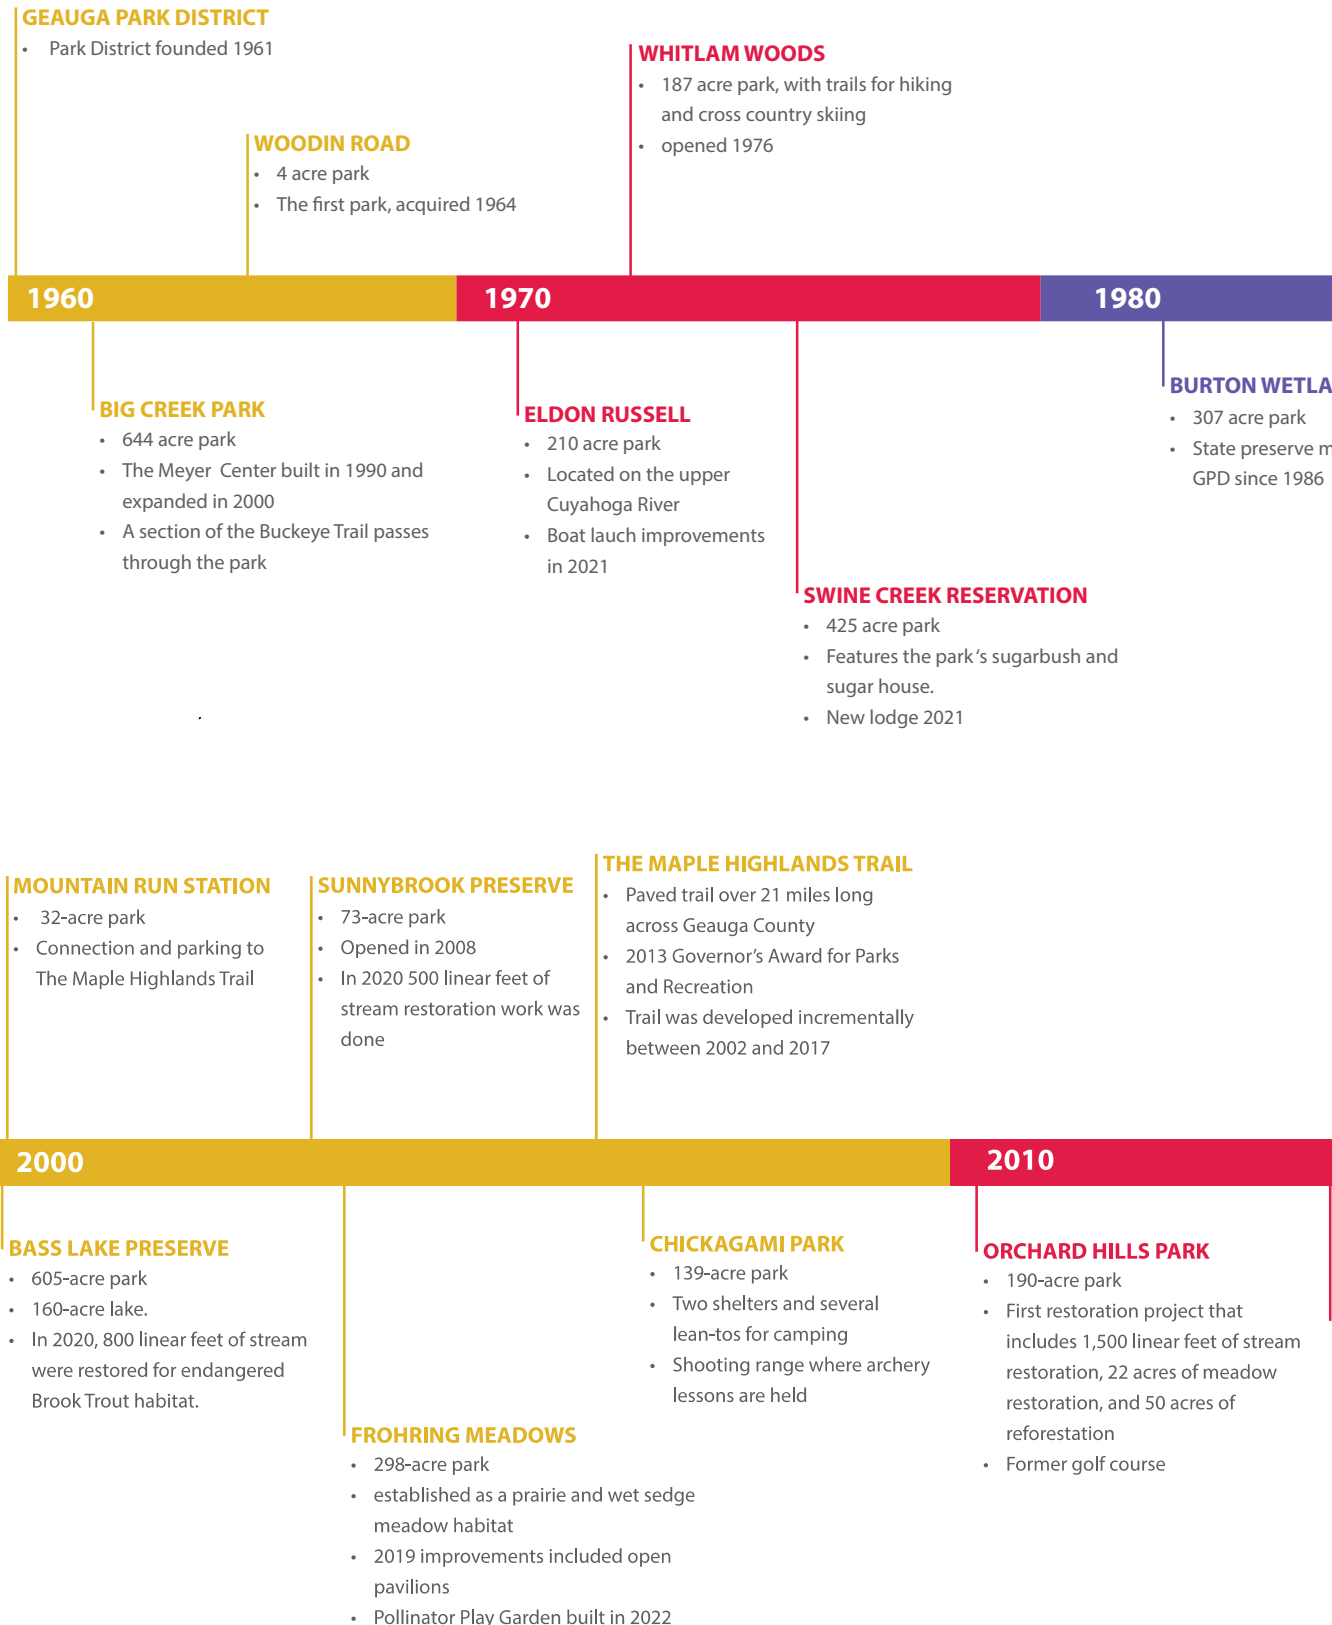 GEAUGA PARK DISTRICT
• Park District founded 1961
WHITLAM WOODS
• 187 acre park, with trails for hiking
and cross country skiing
• opened 1976
WOODIN ROAD
• 4 acre park
• The first park, acquired 1964
1960
1970
1980
BIG CREEK PARK
• 644 acre park
• The Meyer Center built in 1990 and
expanded in 2000
• A section of the Buckeye Trail passes
through the park
ELDON RUSSELL
• 210 acre park
• Located on the upper
Cuyahoga River
• Boat lauch improvements
in 2021
SWINE CREEK RESERVATION
• 425 acre park
• Features the park‘s sugarbush and
sugar house.
• New lodge 2021
BURTON WETLA
• 307 acre park
• State preserve m
GPD since 1986
MOUNTAIN RUN STATION
• 32-acre park
• Connection and parking to
The Maple Highlands Trail
SUNNYBROOK PRESERVE
• 73-acre park
• Opened in 2008
• In 2020 500 linear feet of
stream restoration work was
done
THE MAPLE HIGHLANDS TRAIL
• Paved trail over 21 miles long
across Geauga County
• 2013 Governor’s Award for Parks
and Recreation
• Trail was developed incrementally
between 2002 and 2017
2000
2010
BASS LAKE PRESERVE
• 605-acre park
• 160-acre lake.
• In 2020, 800 linear feet of stream
were restored for endangered
Brook Trout habitat.
FROHRING MEADOWS
• 298-acre park
• established as a prairie and wet sedge
meadow habitat
• 2019 improvements included open
pavilions
• Pollinator Play Garden built in 2022
CHICKAGAMI PARK
• 139-acre park
• Two shelters and several
lean-tos for camping
• Shooting range where archery
lessons are held
ORCHARD HILLS PARK
• 190-acre park
• First restoration project that
includes 1,500 linear feet of stream
restoration, 22 acres of meadow
restoration, and 50 acres of
reforestation
• Former golf course